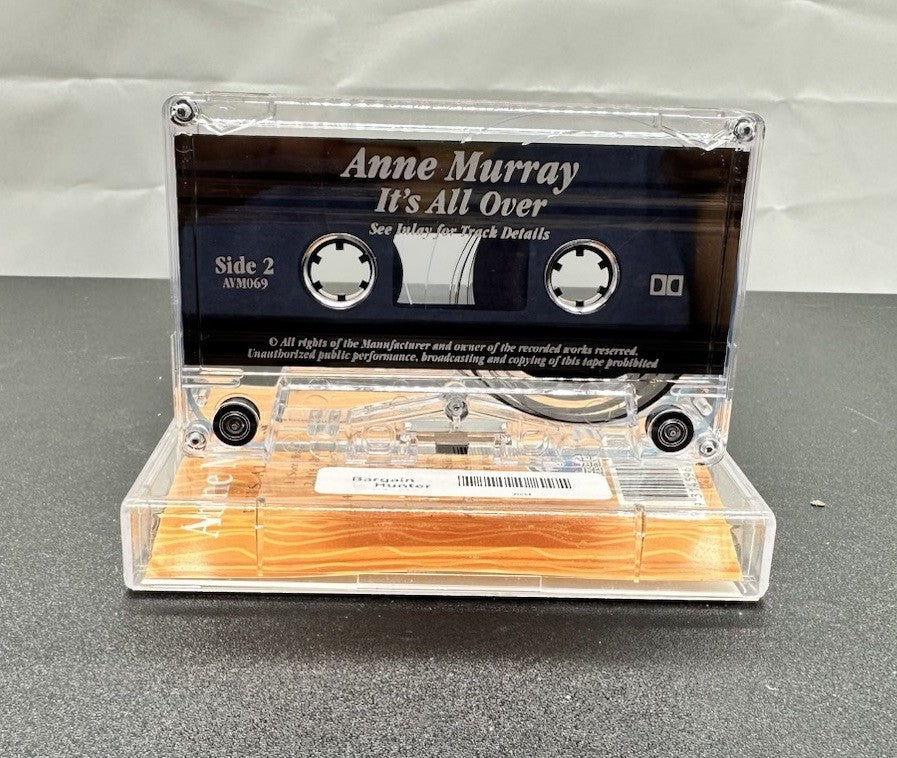 Anne Murray
It's All Over
See Inlay for Track Details
Side 2
AVM069
© All rights of the Manufacturer and owner of the recorded works reserved.
Unauthorized public performance, broadcasting and copying of this tape prohibited
Bargain
Hunter
Anne